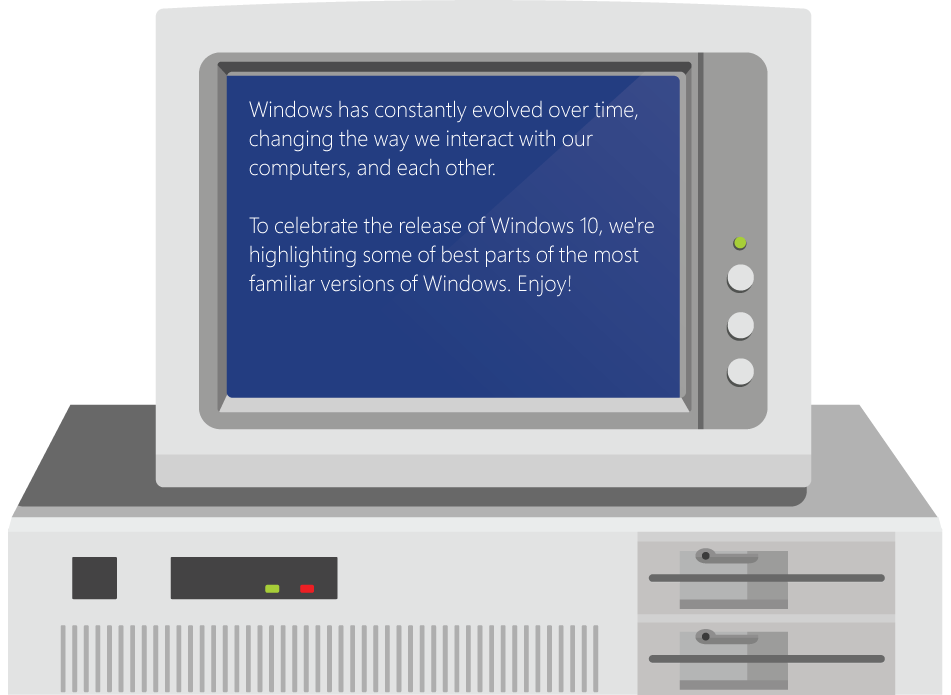 Windows has constantly evolved over time,
changing the way we interact with our
computers, and each other.
To celebrate the release of Windows 10, we're
highlighting some of best parts of the most
familiar versions of Windows. Enjoy!